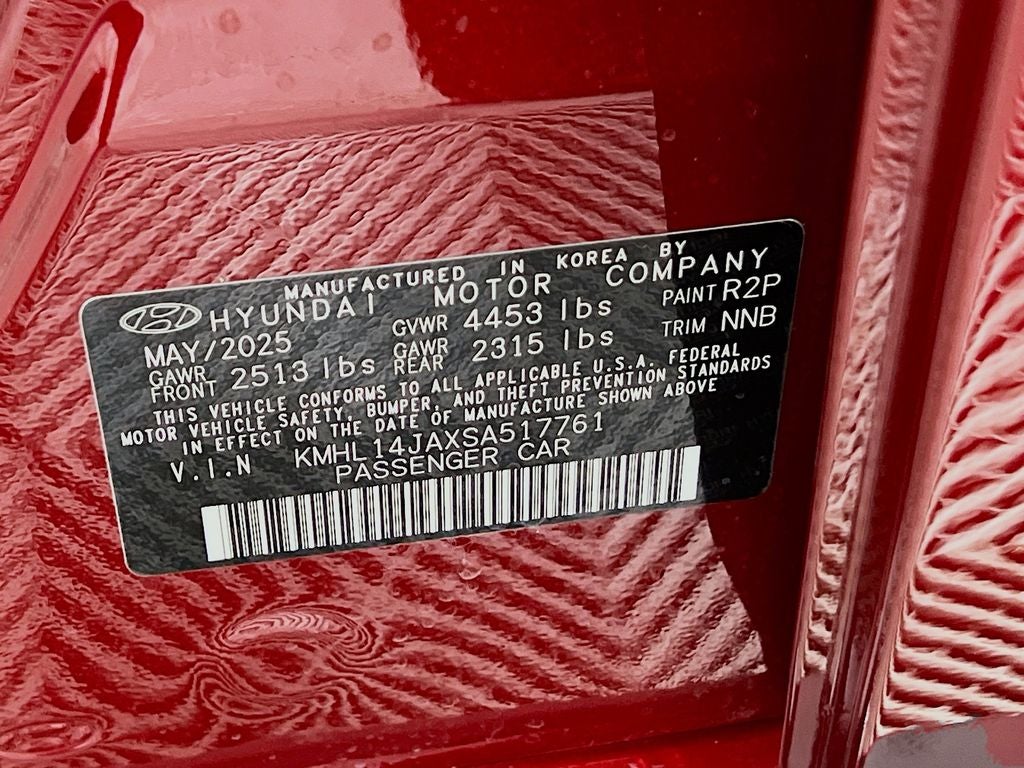 MANUFACTURED IN KOREA BY
HYUNDAI MOTOR COMPANY
MAY/2025 GVWR 4453 lbs PAINT R2P
GAWR FRONT 2513 lbs GAWR REAR 2315 lbs TRIM NNB
THIS VEHICLE CONFORMS TO ALL APPLICABLE U.S.A. FEDERAL
MOTOR VEHICLE SAFETY, BUMPER, AND THEFT PREVENTION STANDARDS
IN EFFECT ON THE DATE OF MANUFACTURE SHOWN ABOVE
V.I.N KMHL14JAXSA517761
PASSENGER CAR